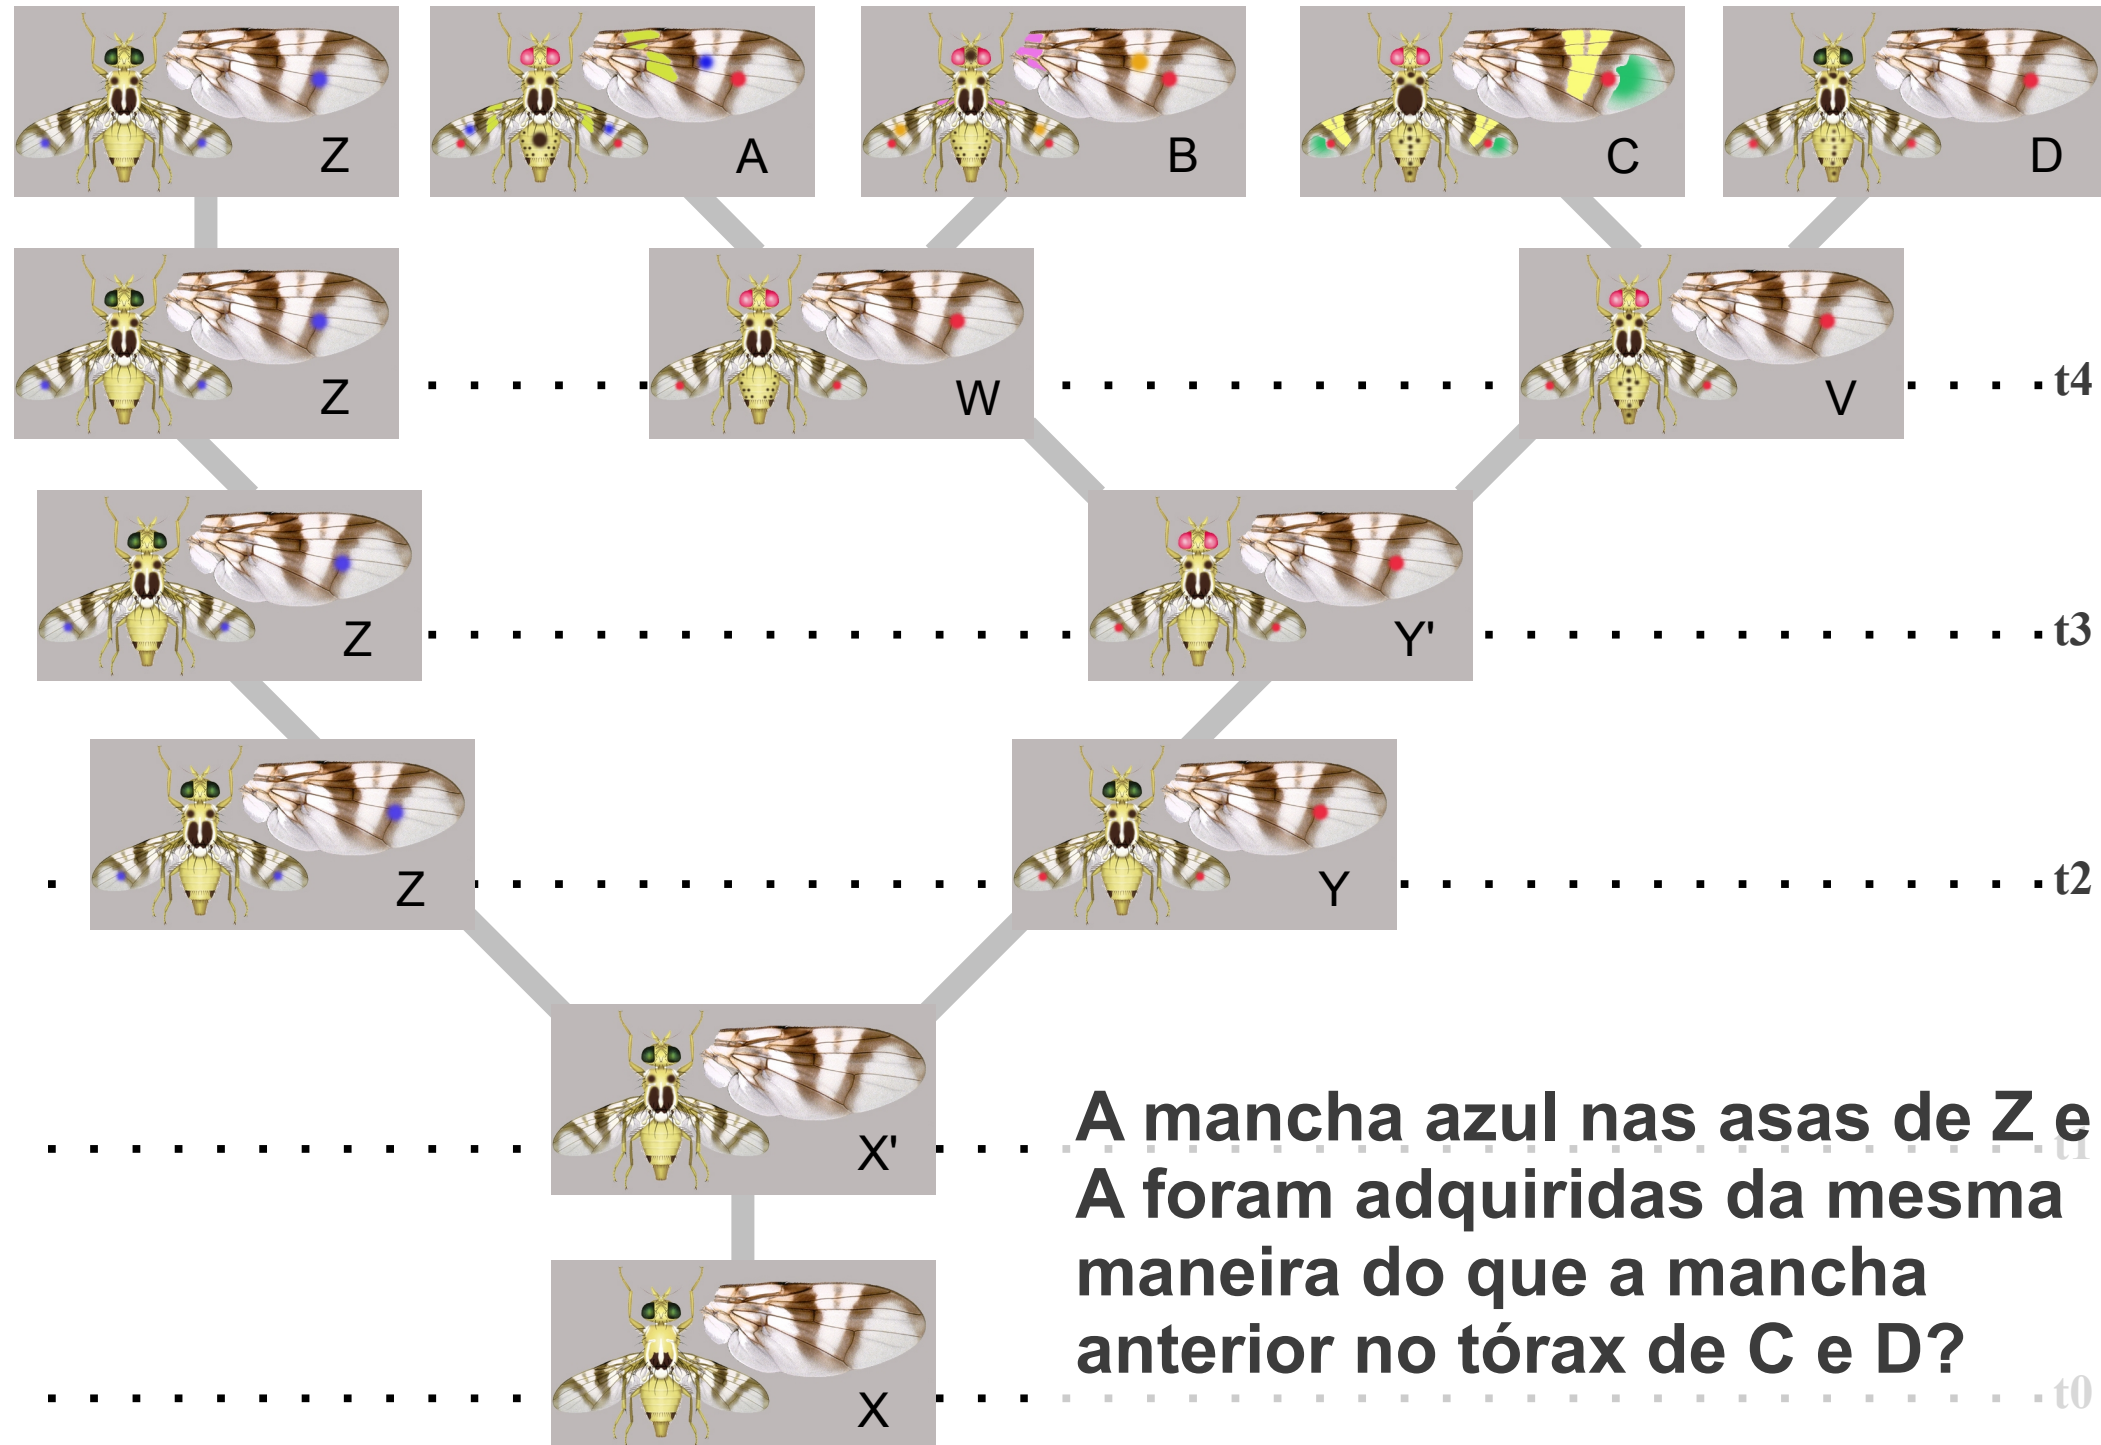 Z
A
B
C
D
Z
W
V
t4
Z
Y'
t3
Z
Y
t2
X'
t1
A mancha azul nas asas de Z e
A foram adquiridas da mesma
maneira do que a mancha
anterior no tórax de C e D?
X
t0